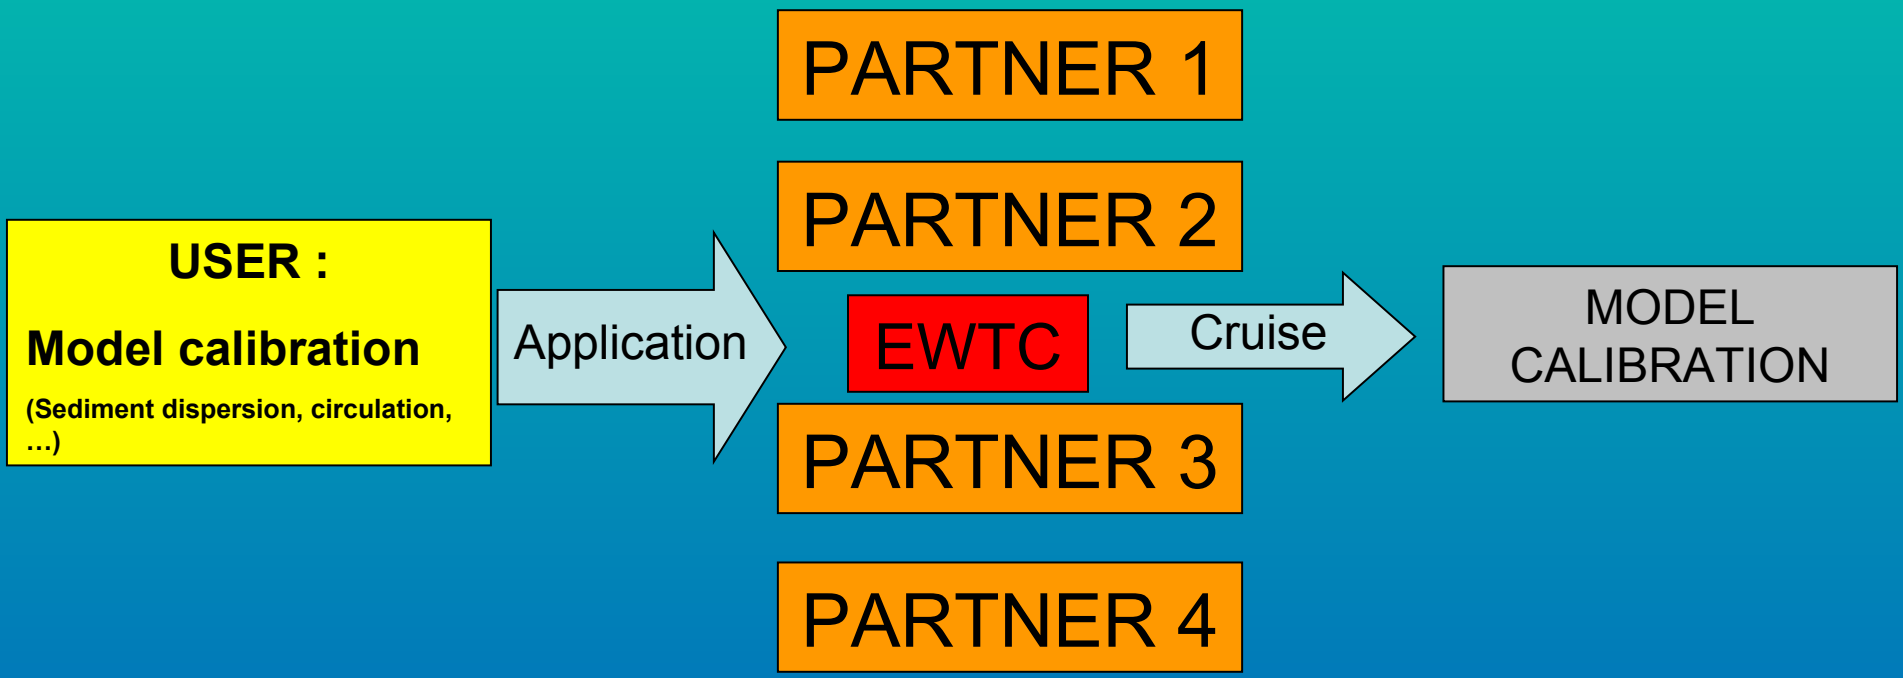 PARTNER 1
PARTNER 2
USER :
Model calibration
(Sediment dispersion, circulation,
...)
Application
EWTC
Cruise
MODEL
CALIBRATION
PARTNER 3
PARTNER 4